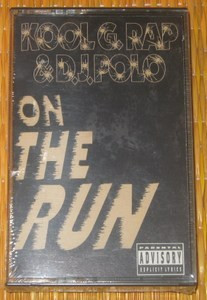 KOOL G. RAP
& D.J. POLO
ON
THE
RUN
PARENTAL
ADVISORY
EXPLICIT LYRICS